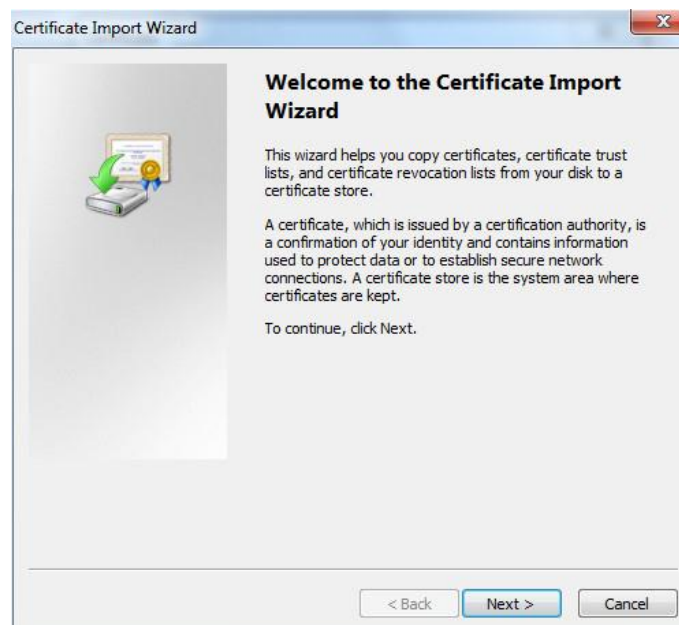 Certificate Import Wizard
Welcome to the Certificate Import
Wizard
This wizard helps you copy certificates, certificate trust
lists, and certificate revocation lists from your disk to a
certificate store.
A certificate, which is issued by a certification authority, is
a confirmation of your identity and contains information
used to protect data or to establish secure network
connections. A certificate store is the system area where
certificates are kept.
To continue, click Next.
< Back Next > Cancel